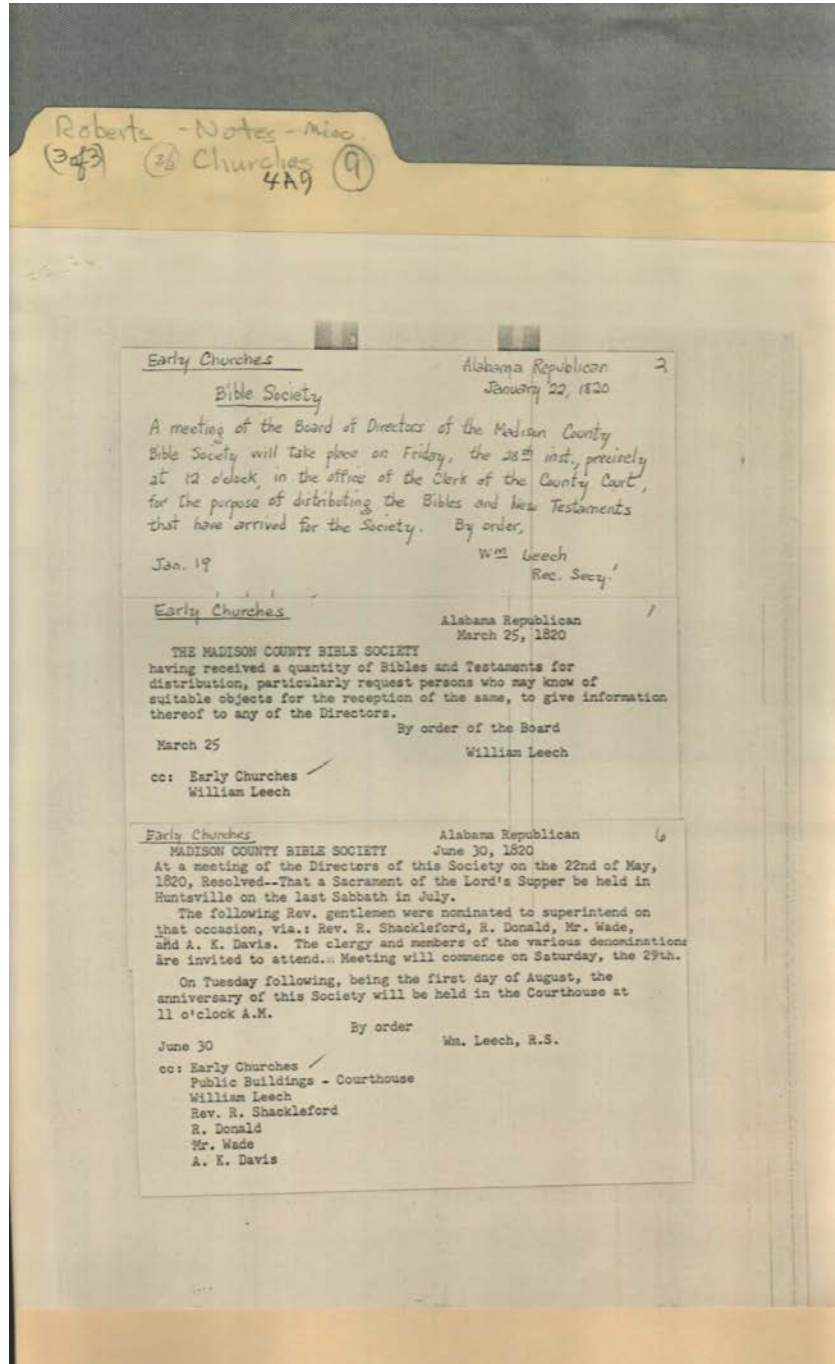 Roberts - Notes - misc.
(3 of 3) Churches 9
4A9
Early Churches Alabama Republican 2
January 22, 1820
Bible Society
A meeting of the Board of Directors of the Madison County
Bible Society will take place on Friday, the 28th inst., precisely
at 12 o'clock, in the office of the Clerk of the County Court,
for the purpose of distributing the Bibles and New Testaments
that have arrived for the Society. By order,
Wm Leech
Jan. 19 Rec. Secy.
Early Churches 1
Alabama Republican
March 25, 1820
THE MADISON COUNTY BIBLE SOCIETY
having received a quantity of Bibles and Testaments for
distribution, particularly request persons who may know of
suitable objects for the reception of the same, to give information
thereof to any of the Directors.
By order of the Board
March 25
William Leech
cc: Early Churches
William Leech
Early Churches Alabama Republican 6
MADISON COUNTY BIBLE SOCIETY June 30, 1820
At a meeting of the Directors of this Society on the 22nd of May,
1820, Resolved--That a Sacrament of the Lord's Supper be held in
Huntsville on the last Sabbath in July.
The following Rev. gentlemen were nominated to superintend on
that occasion, via.: Rev. R. Shackleford, R. Donald, Mr. Wade,
and A. K. Davis. The clergy and members of the various denominations
are invited to attend. Meeting will commence on Saturday, the 29th.
On Tuesday following, being the first day of August, the
anniversary of this Society will be held in the Courthouse at
11 o'clock A.M.
By order
June 30 Wm. Leech, R.S.
cc: Early Churches
Public Buildings - Courthouse
William Leech
Rev. R. Shackleford
R. Donald
Mr. Wade
A. K. Davis